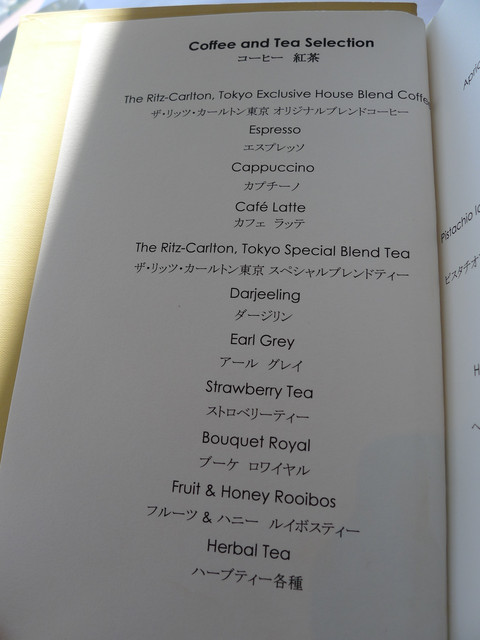 Coffee and Tea Selection
コーヒー 紅茶
The Ritz-Carlton, Tokyo Exclusive House Blend Coffe
ザ・リッツ・カールトン東京 オリジナルブレンドコーヒー
Espresso
エスプレッソ
Cappuccino
カプチーノ
Café Latte
カフェ ラッテ
The Ritz-Carlton, Tokyo Special Blend Tea
ザ・リッツ・カールトン東京 スペシャルブレンドティー
Darjeeling
ダージリン
Earl Grey
アール グレイ
Strawberry Tea
ストロベリーティー
Bouquet Royal
ブーケ ロワイヤル
Fruit & Honey Rooibos
フルーツ & ハニー ルイボスティー
Herbal Tea
ハーブティー各種
Apric
Pistachio
ピスタチオ